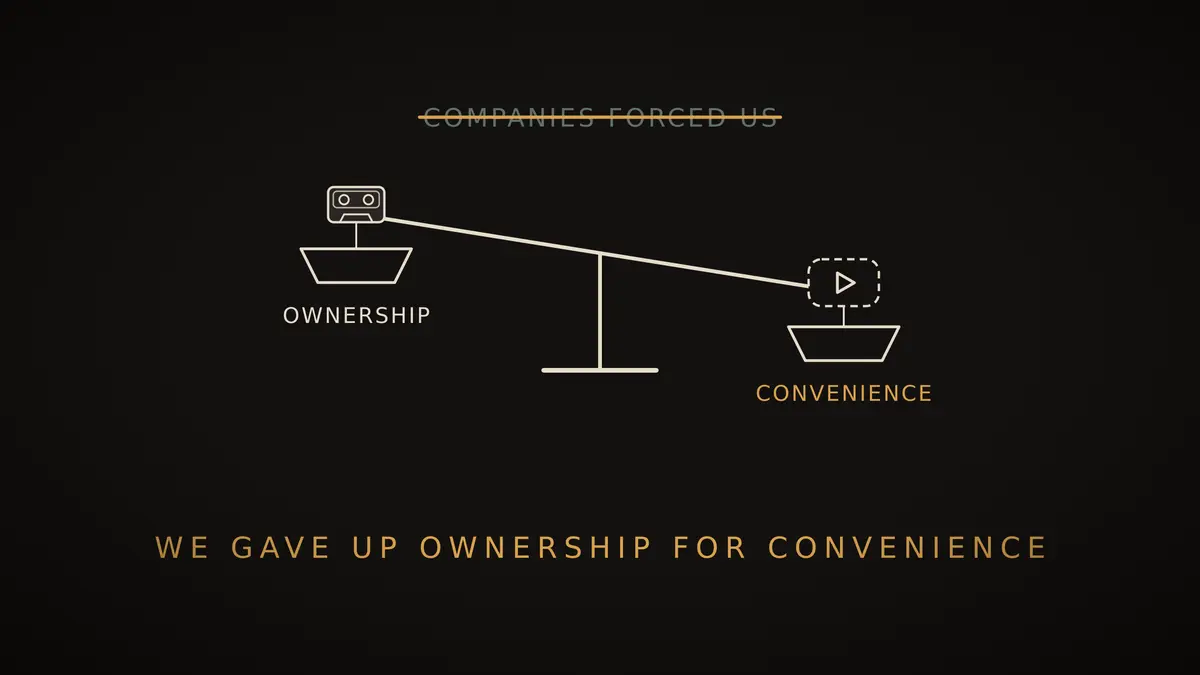 COMPANIES FORCED US
OWNERSHIP
CONVENIENCE
WE GAVE UP OWNERSHIP FOR CONVENIENCE